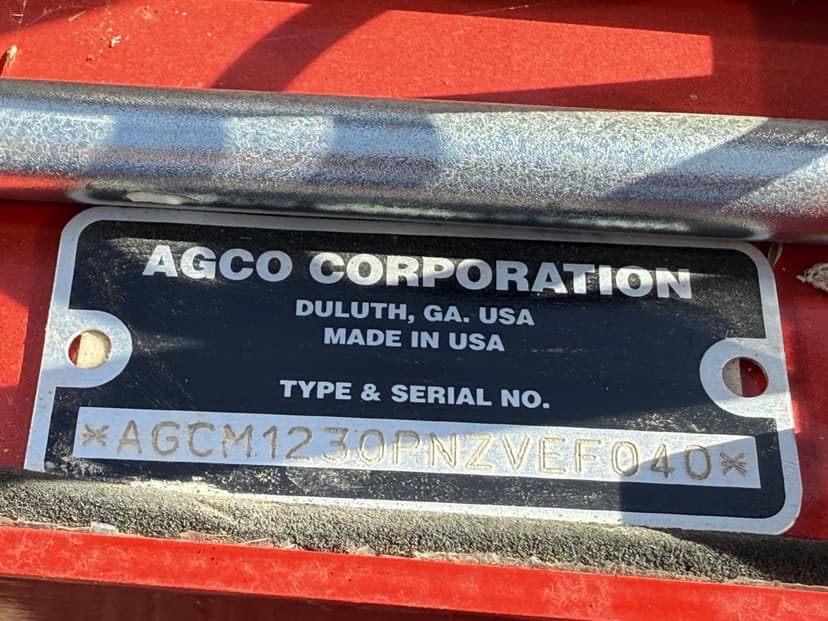 AGCO CORPORATION
DULUTH, GA. USA
MADE IN USA
TYPE & SERIAL NO.
*AGCM1230PNZVEF040*